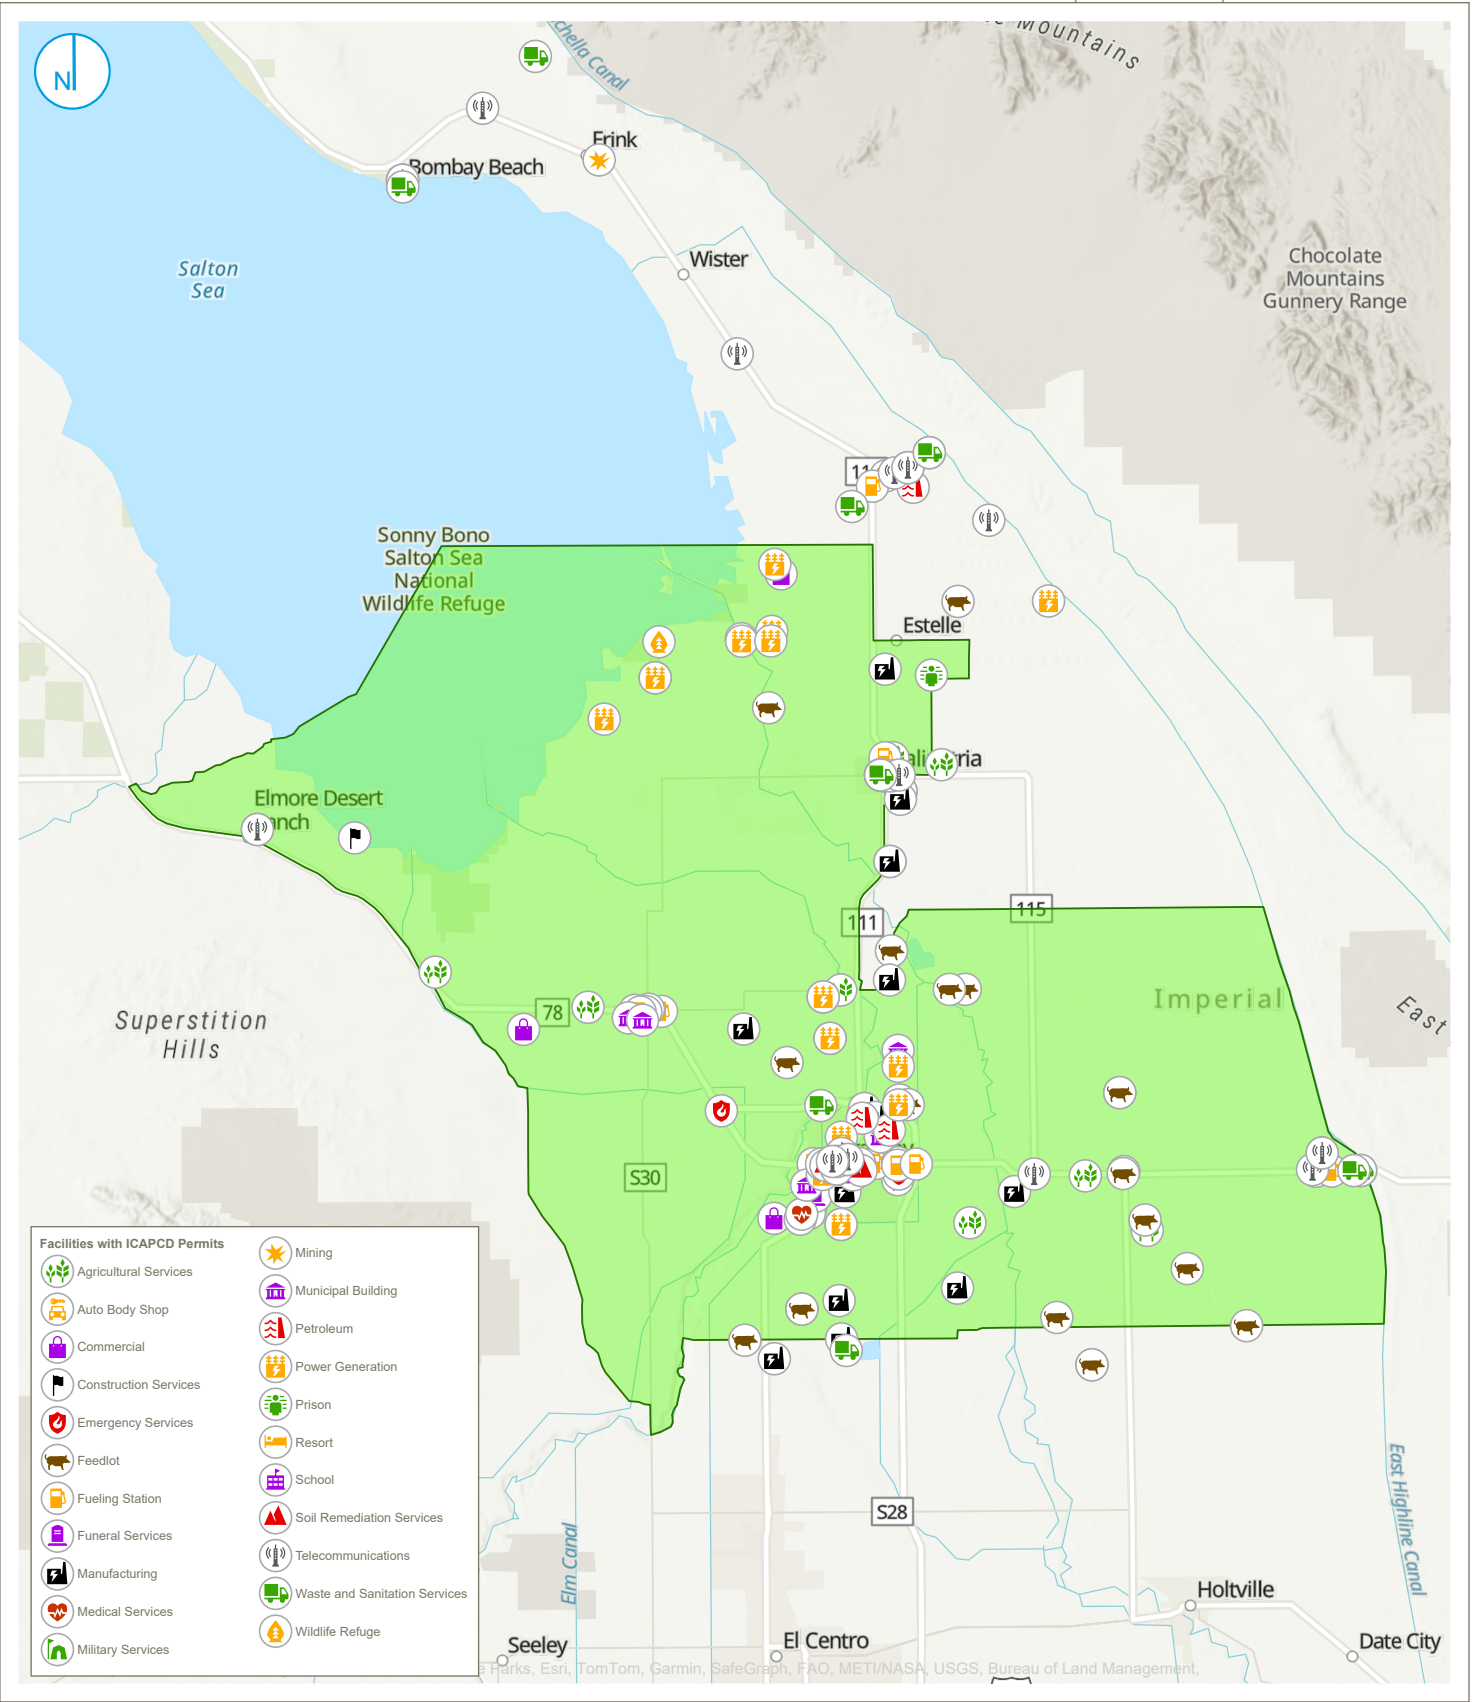 Mountains
Canal
N
Frink
Bombay Beach
Salton
Sea
Wister
Chocolate
Mountains
Gunnery Range
11
Sonny Bono
Salton Sea
National
Wildlife Refuge
Estelle
ria
Elmore Desert
anch
111
115
Imperial
East
78
Superstition
Hills
S30
Facilities with ICAPCD Permits
Agricultural Services
Auto Body Shop
Commercial
Construction Services
Emergency Services
Feedlot
Fueling Station
Funeral Services
Manufacturing
Medical Services
Military Services
Mining
Municipal Building
Petroleum
Power Generation
Prison
Resort
School
Soil Remediation Services
Telecommunications
Waste and Sanitation Services
Wildlife Refuge
S28
East Highline Canal
Elm Canal
Holtville
Seeley
El Centro
Date City
Parks, Esri, TomTom, Garmin, SafeGraph, FAO, METI/NASA, USGS, Bureau of Land Management,